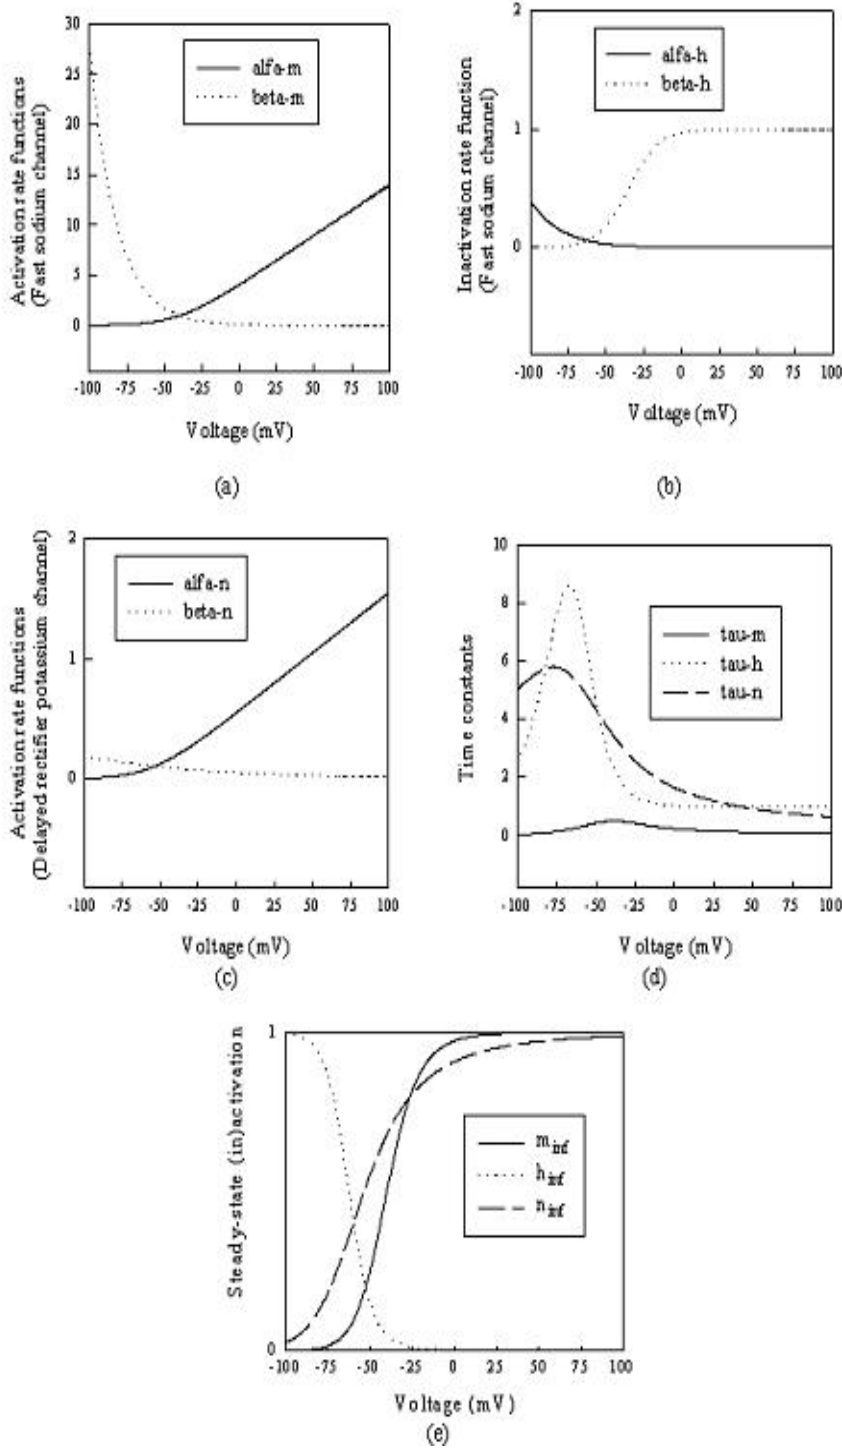 30
25
20
15
10
5
0
alfa-m
beta-m
Activation rate functions
(Fast sodium channel)
-100 -75 -50 -25 0 25 50 75 100
Voltage (mV)
(a)
2
1
0
alfa-h
beta-h
Inactivation rate function
(Fast sodium channel)
-100 -75 -50 -25 0 25 50 75 100
Voltage (mV)
(b)
2
1
0
alfa-n
beta-n
Activation rate functions
(Delayed rectifier potassium channel)
-100 -75 -50 -25 0 25 50 75 100
Voltage (mV)
(c)
10
8
6
4
2
0
tau-m
tau-h
tau-n
Time constants
-100 -75 -50 -25 0 25 50 75 100
Voltage (mV)
(d)
1
0
m inf
h inf
n inf
Steady-state (in)activation
-100 -75 -50 -25 0 25 50 75 100
Voltage (mV)
(e)